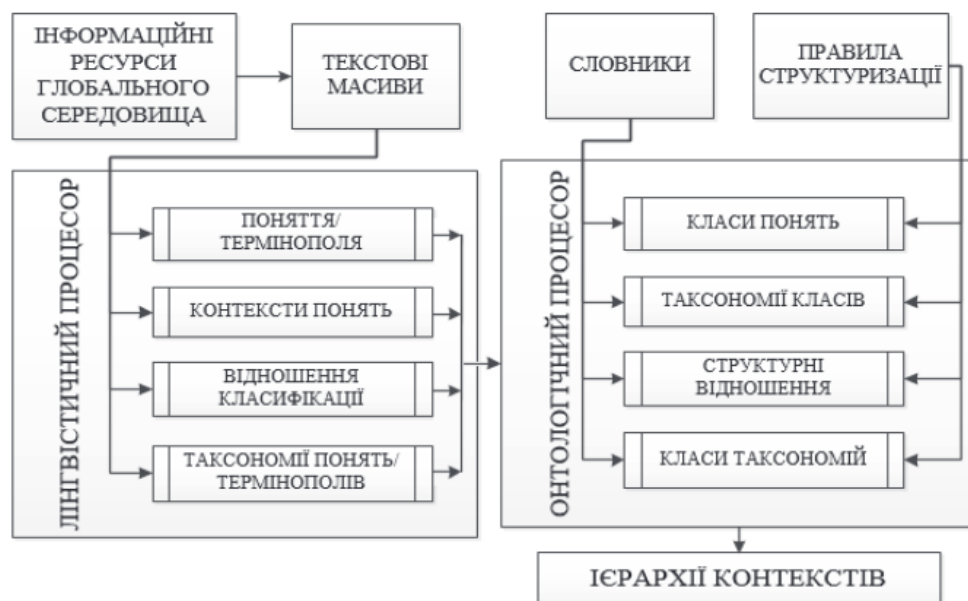 ІНФОРМАЦІЙНІ
РЕСУРСИ
ГЛОБАЛЬНОГО
СЕРЕДОВИЩА
ТЕКСТОВІ
МАСИВИ
СЛОВНИКИ
ПРАВИЛА
СТРУКТУРИЗАЦІЇ
ЛІНГВІСТИЧНИЙ ПРОЦЕСОР
ПОНЯТТЯ/
ТЕРМІНОПОЛЯ
КОНТЕКСТИ ПОНЯТЬ
ВІДНОШЕННЯ
КЛАСИФІКАЦІЇ
ТАКСОНОМІЇ ПОНЯТЬ/
ТЕРМІНОПОЛІВ
ОНТОЛОГІЧНИЙ ПРОЦЕСОР
КЛАСИ ПОНЯТЬ
ТАКСОНОМІЇ КЛАСІВ
СТРУКТУРНІ
ВІДНОШЕННЯ
КЛАСИ ТАКСОНОМІЙ
ІЄРАРХІЇ КОНТЕКСТІВ